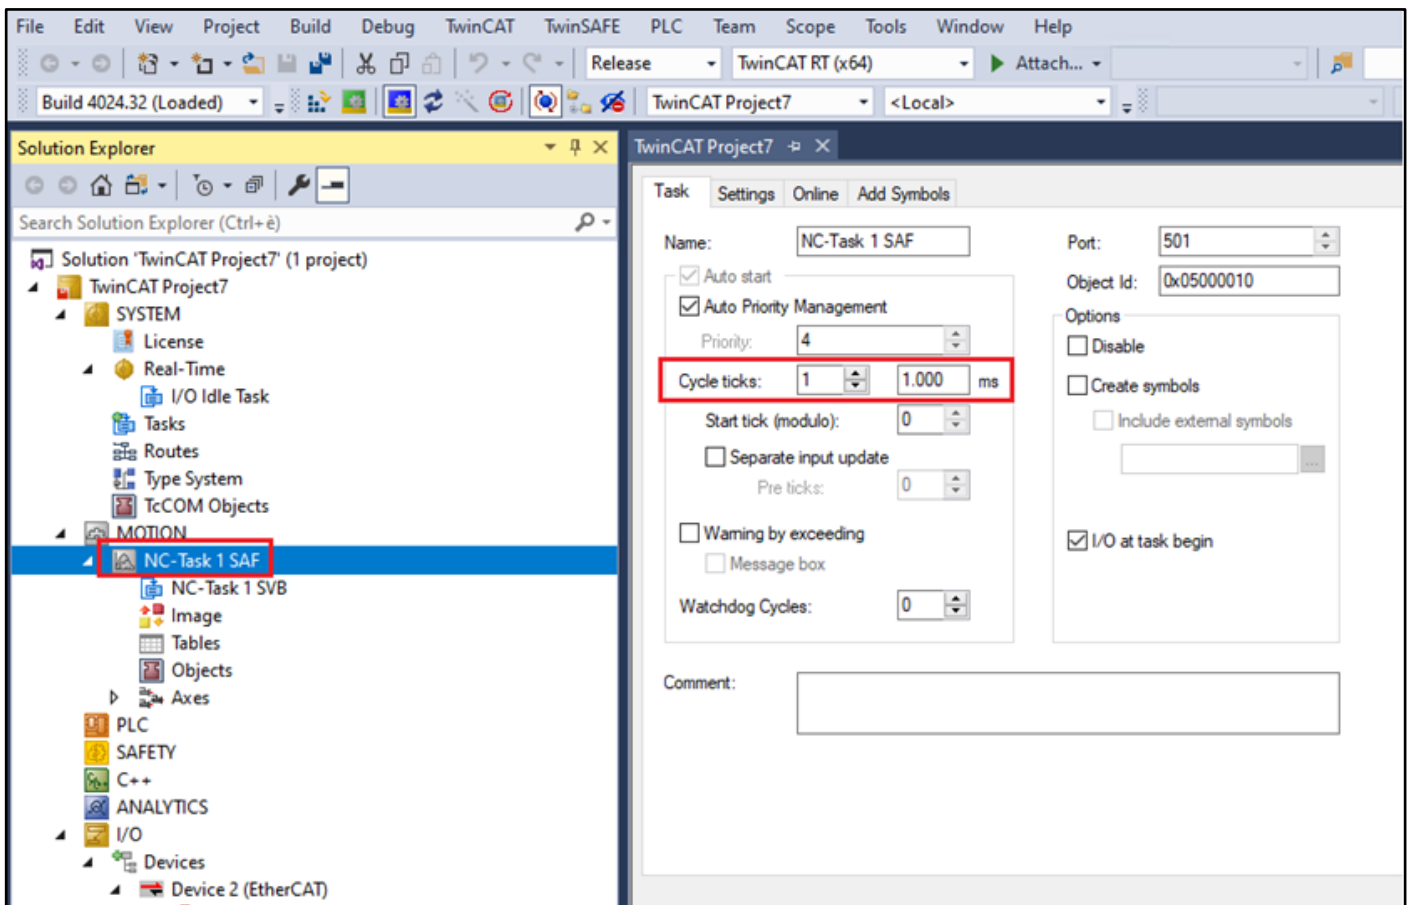 File Edit View Project Build Debug TwinCAT TwinSAFE PLC Team Scope Tools Window Help
Release TwinCAT RT (x64) Attach...
Build 4024.32 (Loaded) TwinCAT Project7 <Local>
Solution Explorer
Search Solution Explorer (Ctrl+è)
Solution 'TwinCAT Project7' (1 project)
TwinCAT Project7
SYSTEM
License
Real-Time
I/O Idle Task
Tasks
Routes
Type System
TcCOM Objects
MOTION
NC-Task 1 SAF
NC-Task 1 SVB
Image
Tables
Objects
Axes
PLC
SAFETY
C++
ANALYTICS
I/O
Devices
Device 2 (EtherCAT)
TwinCAT Project7
Task Settings Online Add Symbols
Name: NC-Task 1 SAF
Auto start
Auto Priority Management
Priority: 4
Cycle ticks: 1 1.000 ms
Start tick (modulo): 0
Separate input update
Pre ticks: 0
Warning by exceeding
Message box
Watchdog Cycles: 0
Port: 501
Object Id: 0x05000010
Options
Disable
Create symbols
Include external symbols
...
I/O at task begin
Comment: